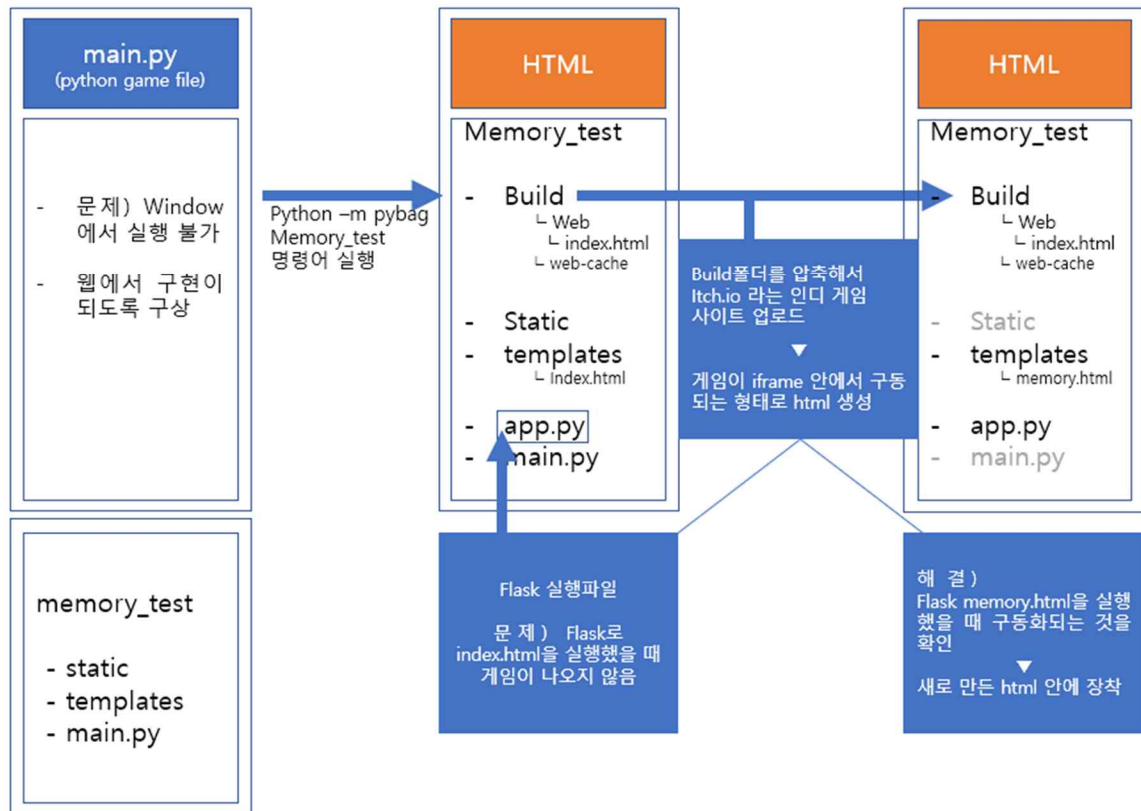 main.py
(python game file)
- 문제) Window
에서 실행 불가
- 웹에서 구현이
되도록 구상
memory_test
- static
- templates
- main.py
Python –m pybag
Memory_test
명령어 실행
HTML
Memory_test
- Build
└ Web
└ index.html
└ web-cache
- Static
- templates
└ Index.html
- app.py
- main.py
Flask 실행파일
문 제 ) Flask로
index.html을 실행했을 때
게임이 나오지 않음
Build폴더를 압축해서
Itch.io 라는 인디 게임
사이트 업로드
▼
게임이 iframe 안에서 구동
되는 형태로 html 생성
HTML
Memory_test
- Build
└ Web
└ index.html
└ web-cache
- Static
- templates
└ memory.html
- app.py
- main.py
해 결 )
Flask memory.html을 실행
했을 때 구동화되는 것을
확인
▼
새로 만든 html 안에 장착